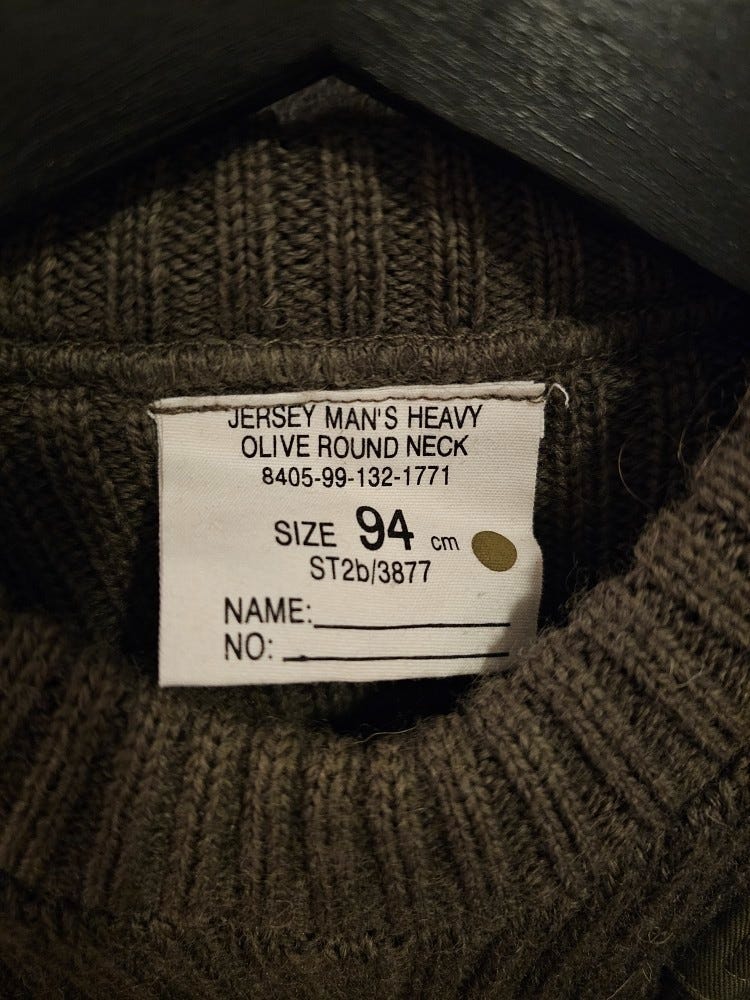 JERSEY MAN'S HEAVY
OLIVE ROUND NECK
8405-99-132-1771
SIZE 94 cm
ST2b/3877
NAME:
NO: